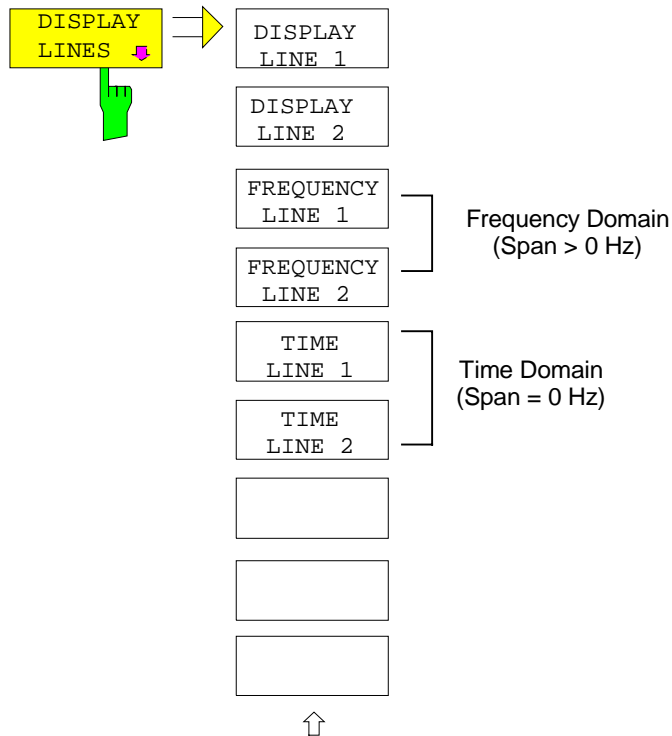 DISPLAY
LINES
DISPLAY
LINE 1
DISPLAY
LINE 2
FREQUENCY
LINE 1
FREQUENCY
LINE 2
Frequency Domain
(Span > 0 Hz)
TIME
LINE 1
TIME
LINE 2
Time Domain
(Span = 0 Hz)